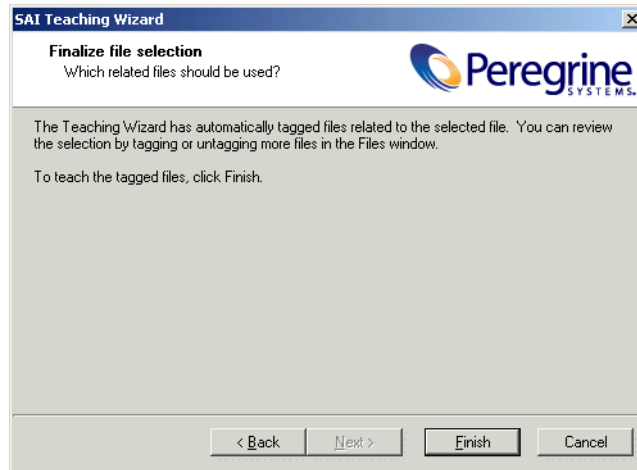 SAI Teaching Wizard
Finalize file selection
Which related files should be used?
Peregrine
SYSTEMS.
The Teaching Wizard has automatically tagged files related to the selected file. You can review
the selection by tagging or untagging more files in the Files window.
To teach the tagged files, click Finish.
< Back
Next >
Finish
Cancel